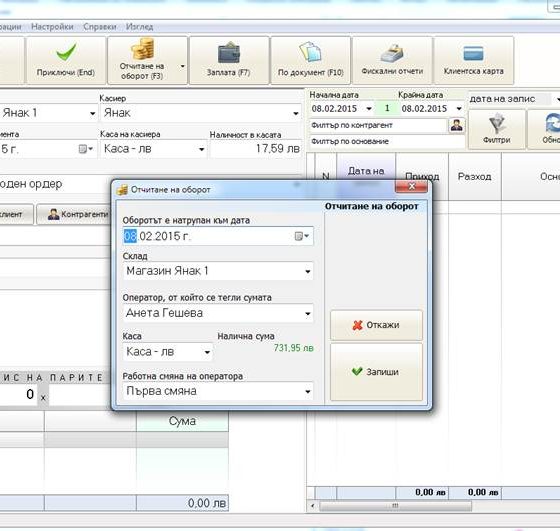 рации Настройки Справки Изглед
Приключи (End)
Отчитане на
оборот (F3)
Заплата (F7)
По документ (F10)
Фискални отчети
Клиентска карта
Касиер
Янак 1
Янак
Каса на касиера
Наличност в касата
5 г.
Каса - лв
17,59 лв
Начална дата
Крайна дата
08.02.2015
1
08.02.2015
дата на запис
Филтър по контрагент
Филтър по основание
Филтри
N
Дата на
Приход
Разход
Контрагенти
Отчитане на оборот
Отчитане на оборот
Оборотът е натрупан към дата
08.02.2015 г.
Склад
Магазин Янак 1
Оператор, от който се тегли сумата
Анета Гешева
Каса
Налична сума
Каса - лв
731,95 лв
Работна смяна на оператора
Първа смяна
Откажи
Запиши
ИС НА ПАРИТЕ
0 x
Сума
0,00 лв
0,00 лв
0,00 лв